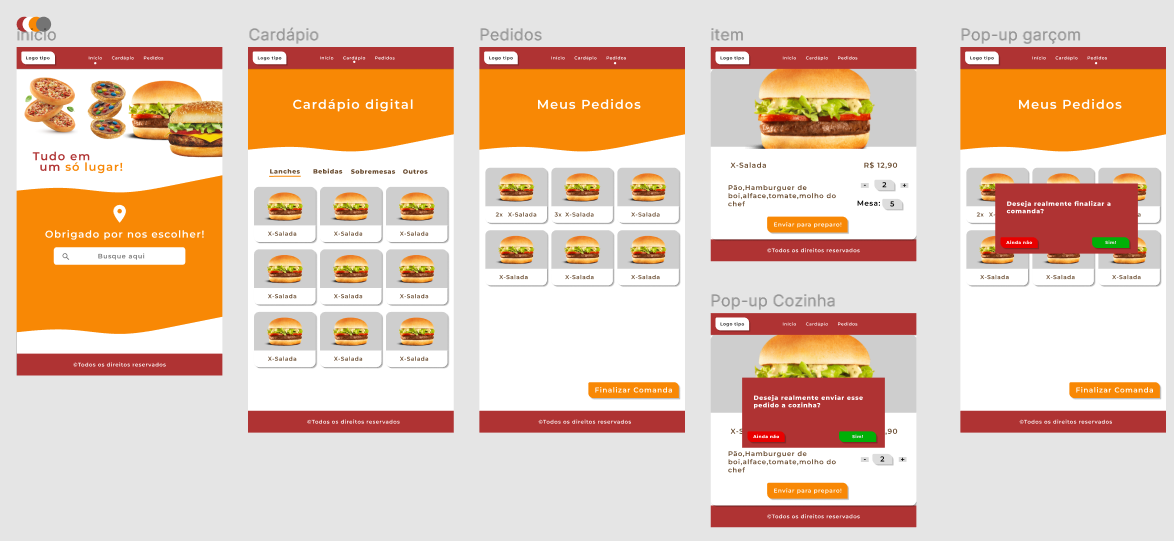 Início
Logo tipo
Início Cardápio Pedidos
Tudo em
um só lugar!
Obrigado por nos escolher!
Busque aqui
©Todos os direitos reservados
Cardápio
Logo tipo
Início Cardápio Pedidos
Cardápio digital
Lanches Bebidas Sobremesas Outros
X-Salada X-Salada X-Salada
X-Salada X-Salada X-Salada
X-Salada X-Salada X-Salada
©Todos os direitos reservados
Pedidos
Logo tipo
Início Cardápio Pedidos
Meus Pedidos
2x X-Salada 3x X-Salada X-Salada
X-Salada X-Salada X-Salada
Finalizar Comanda
©Todos os direitos reservados
item
Logo tipo
Início Cardápio Pedidos
X-Salada R$ 12,90
- 2 +
Pão,Hamburguer de
boi,alface,tomate,molho do
chef
Mesa: 5
Enviar para preparo!
©Todos os direitos reservados
Pop-up Cozinha
Logo tipo
Início Cardápio Pedidos
Deseja realmente enviar esse
pedido a cozinha?
Ainda não Sim!
X-S ,90
Pão,Hamburguer de
boi,alface,tomate,molho do
chef
- 2 +
Enviar para preparo!
©Todos os direitos reservados
Pop-up garçom
Logo tipo
Início Cardápio Pedidos
Meus Pedidos
Deseja realmente finalizar a
comanda?
Ainda não Sim!
2x X-
X-Salada X-Salada X-Salada
Finalizar Comanda
©Todos os direitos reservados